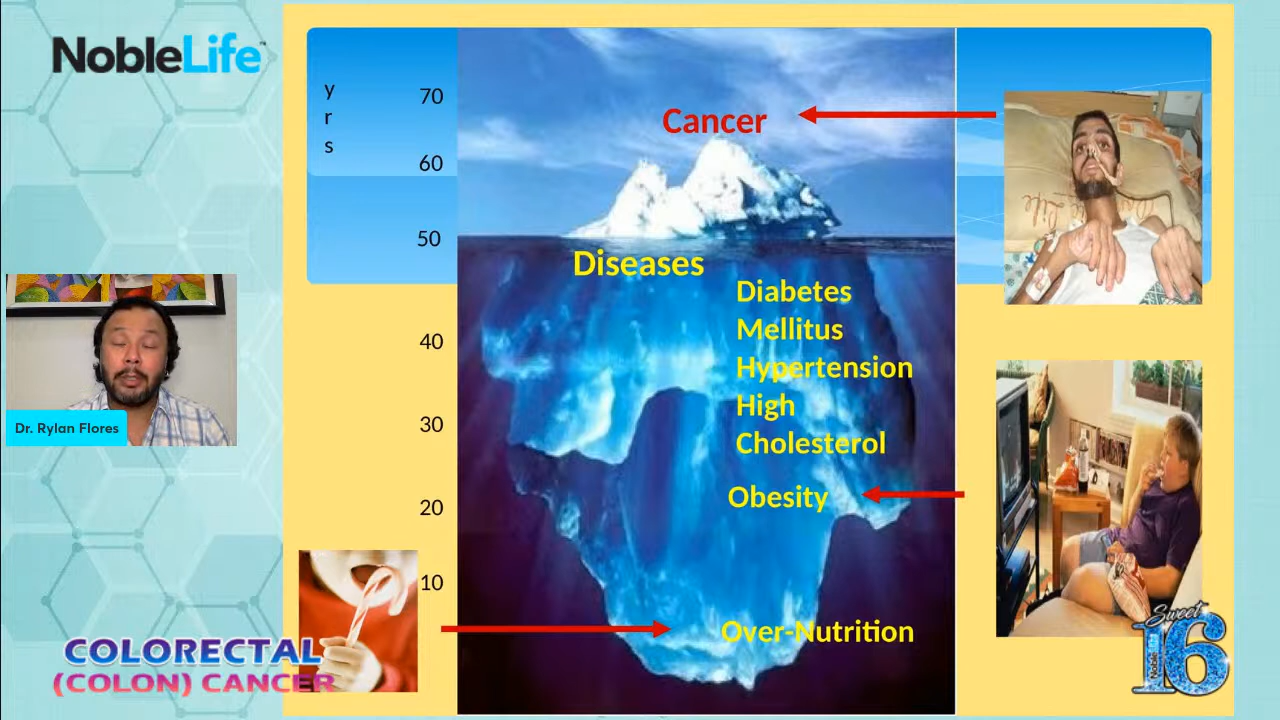 NobleLife™
y
r
s
70
60
50
40
30
20
10
Cancer
Diseases
Diabetes
Mellitus
Hypertension
High
Cholesterol
Obesity
Over-Nutrition
Dr. Rylan Flores
COLORECTAL
(COLON) CANCER
Sweet
16